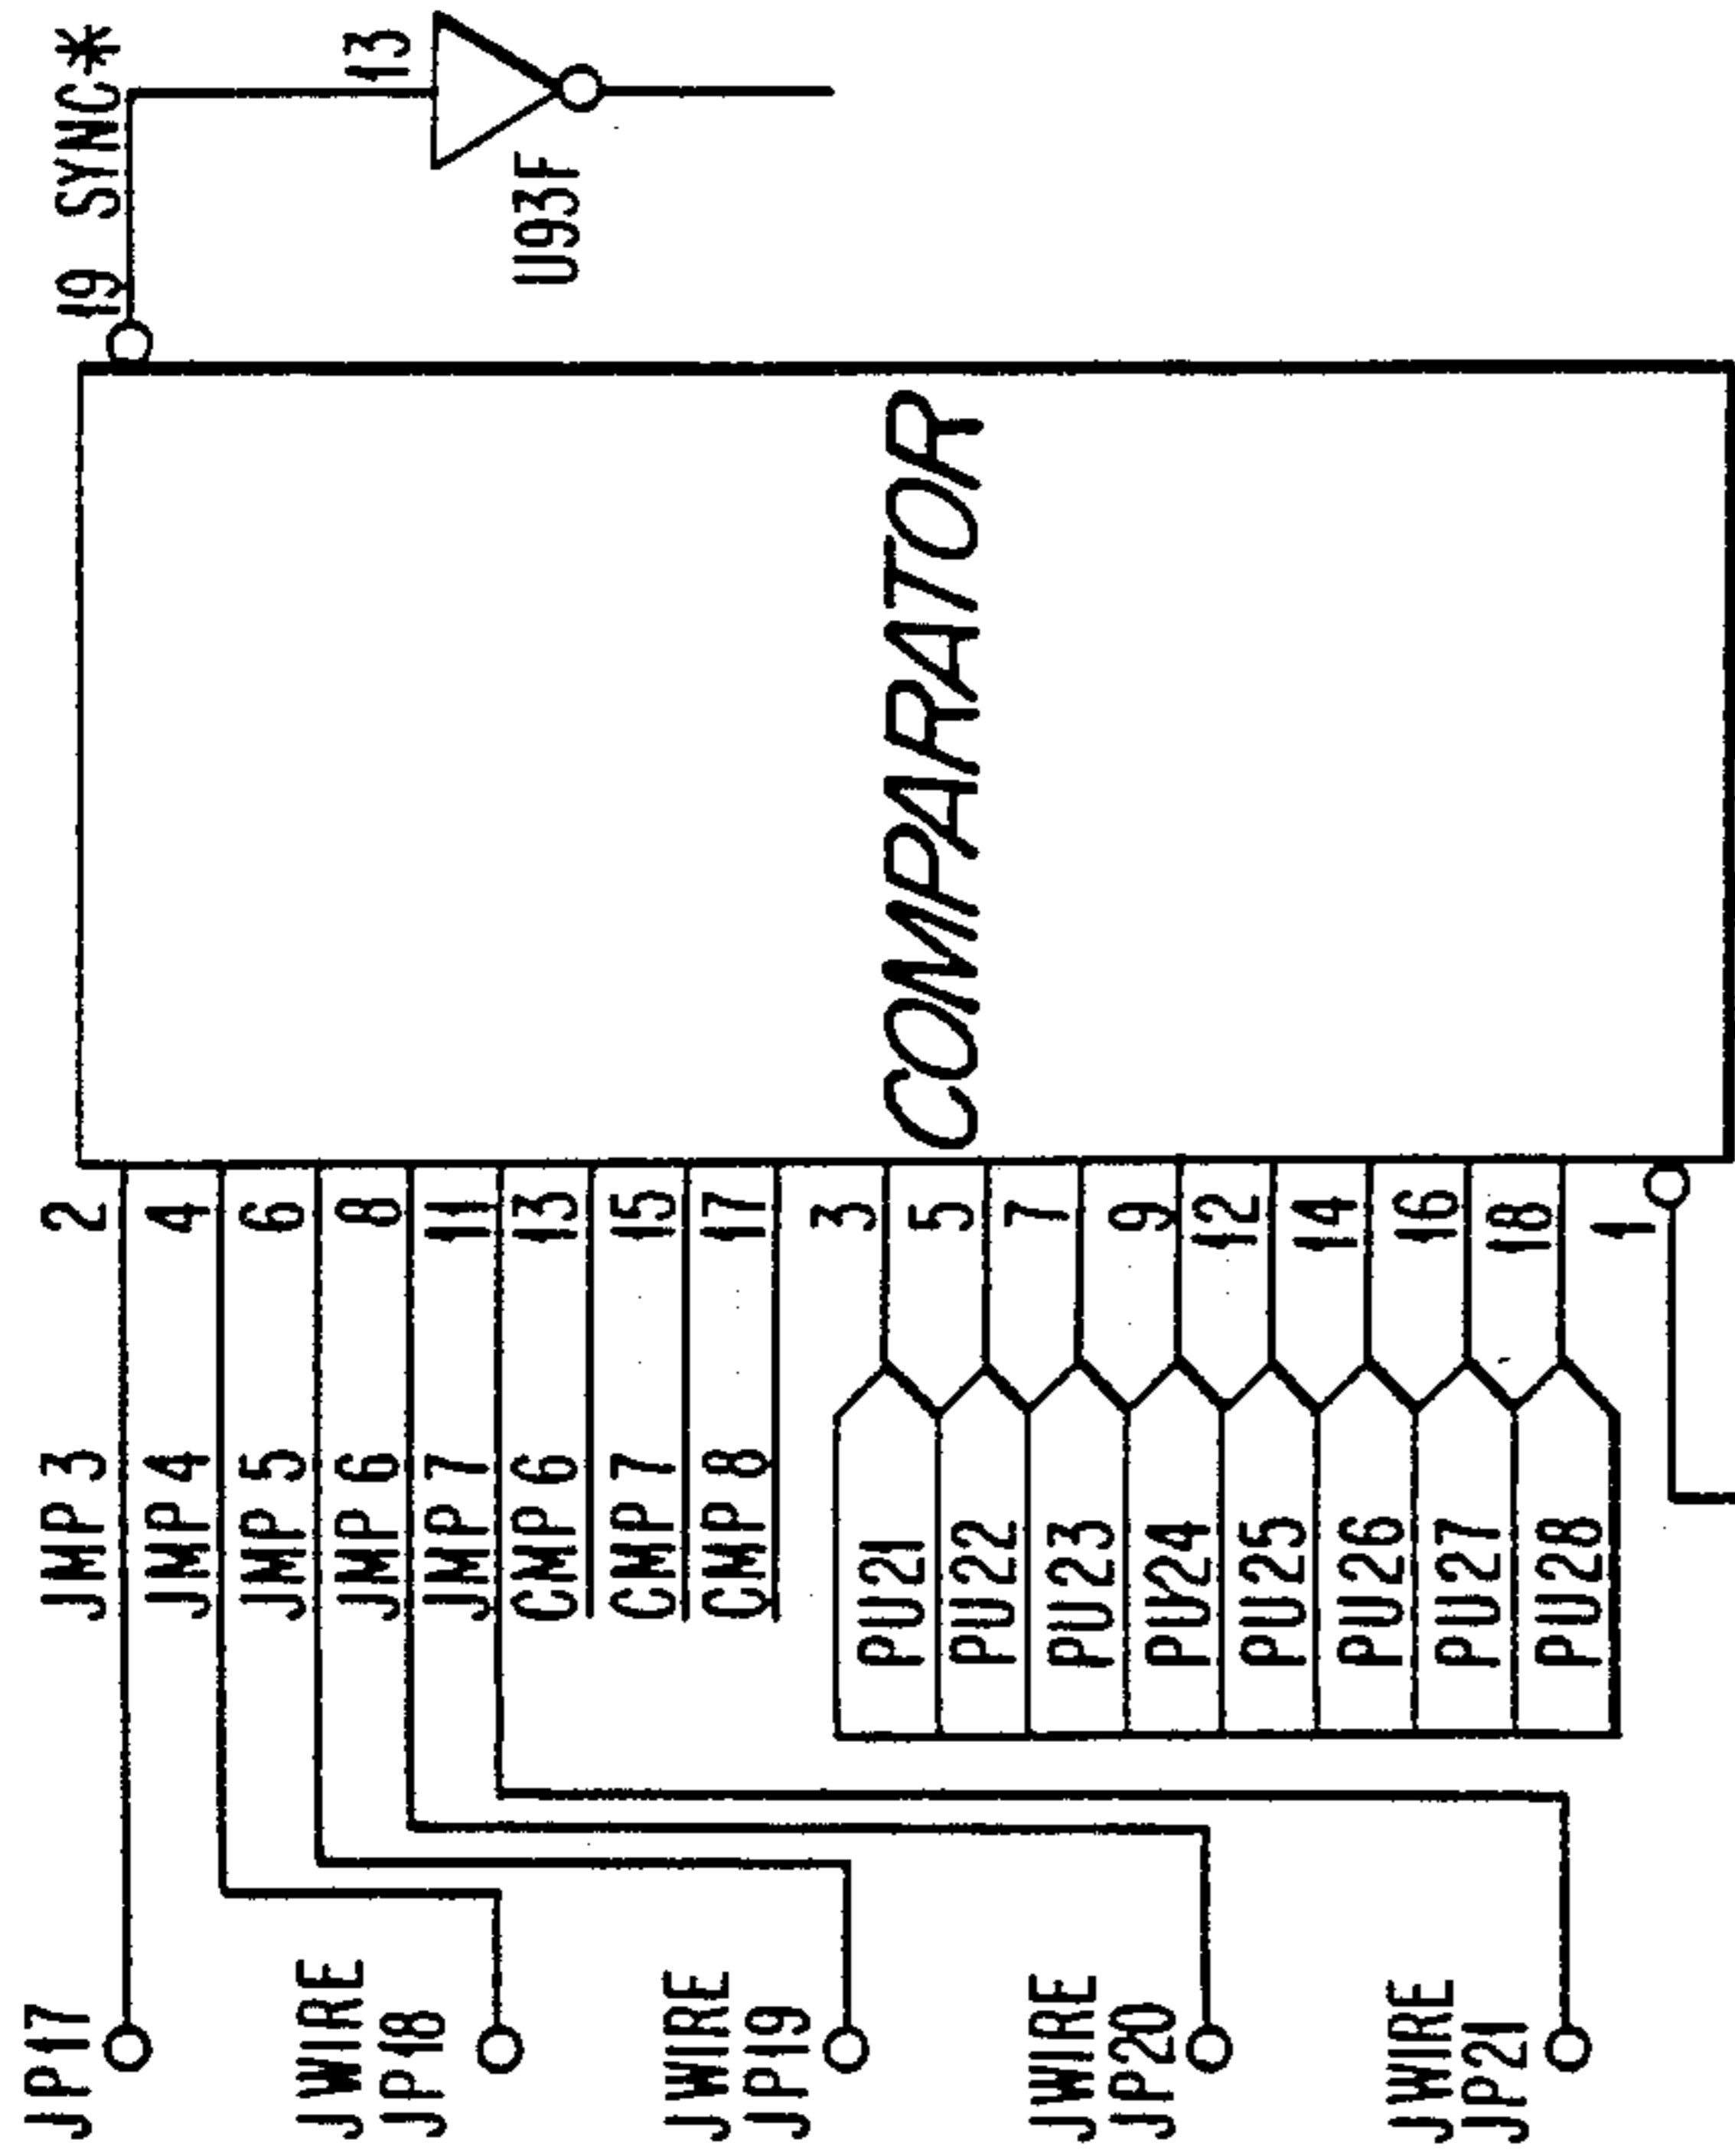 19 SYNC*
13
U93F
COMPARATOR
JP17
JMP 3 2
JMP 4 4
JMP 5 6
JMP 6 8
JMP 7 11
CMP 6 13
CMP 7 15
CMP 8 17
PU21 3
PU22 5
PU23 7
PU24 9
PU25 12
PU26 14
PU27 16
PU28 18
1
JWIRE
JP18
JWIRE
JP19
JWIRE
JP20
JWIRE
JP21